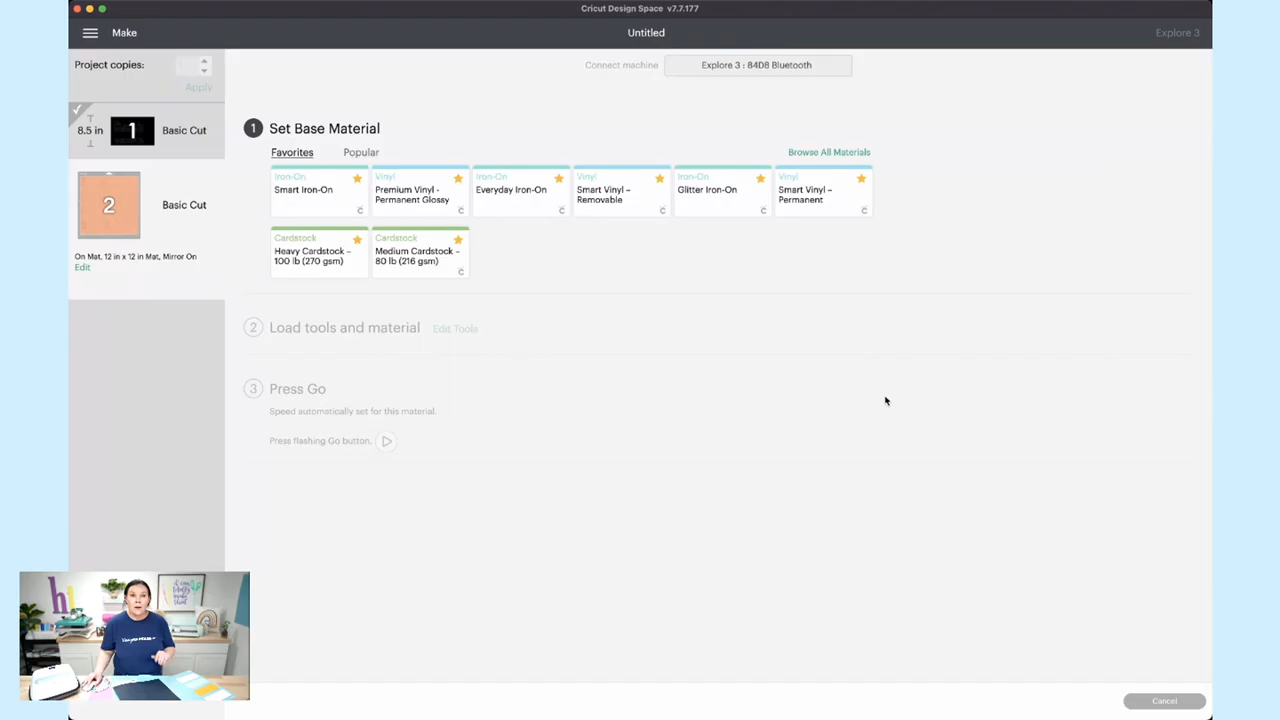 Cricut Design Space v7.7.177
Make
Untitled
Explore 3
Project copies:
Apply
8.5 in
1
Basic Cut
2
Basic Cut
On Mat, 12 in x 12 in Mat, Mirror On
Edit
Connect machine
Explore 3 : 84D8 Bluetooth
1 Set Base Material
Favorites
Popular
Browse All Materials
Iron-On
Smart Iron-On
Vinyl
Premium Vinyl -
Permanent Glossy
Iron-On
Everyday Iron-On
Vinyl
Smart Vinyl –
Removable
Iron-On
Glitter Iron-On
Vinyl
Smart Vinyl –
Permanent
Cardstock
Heavy Cardstock –
100 lb (270 gsm)
Cardstock
Medium Cardstock –
80 lb (216 gsm)
2 Load tools and material
Edit Tools
3 Press Go
Speed automatically set for this material.
Press flashing Go button.
Cancel
hi